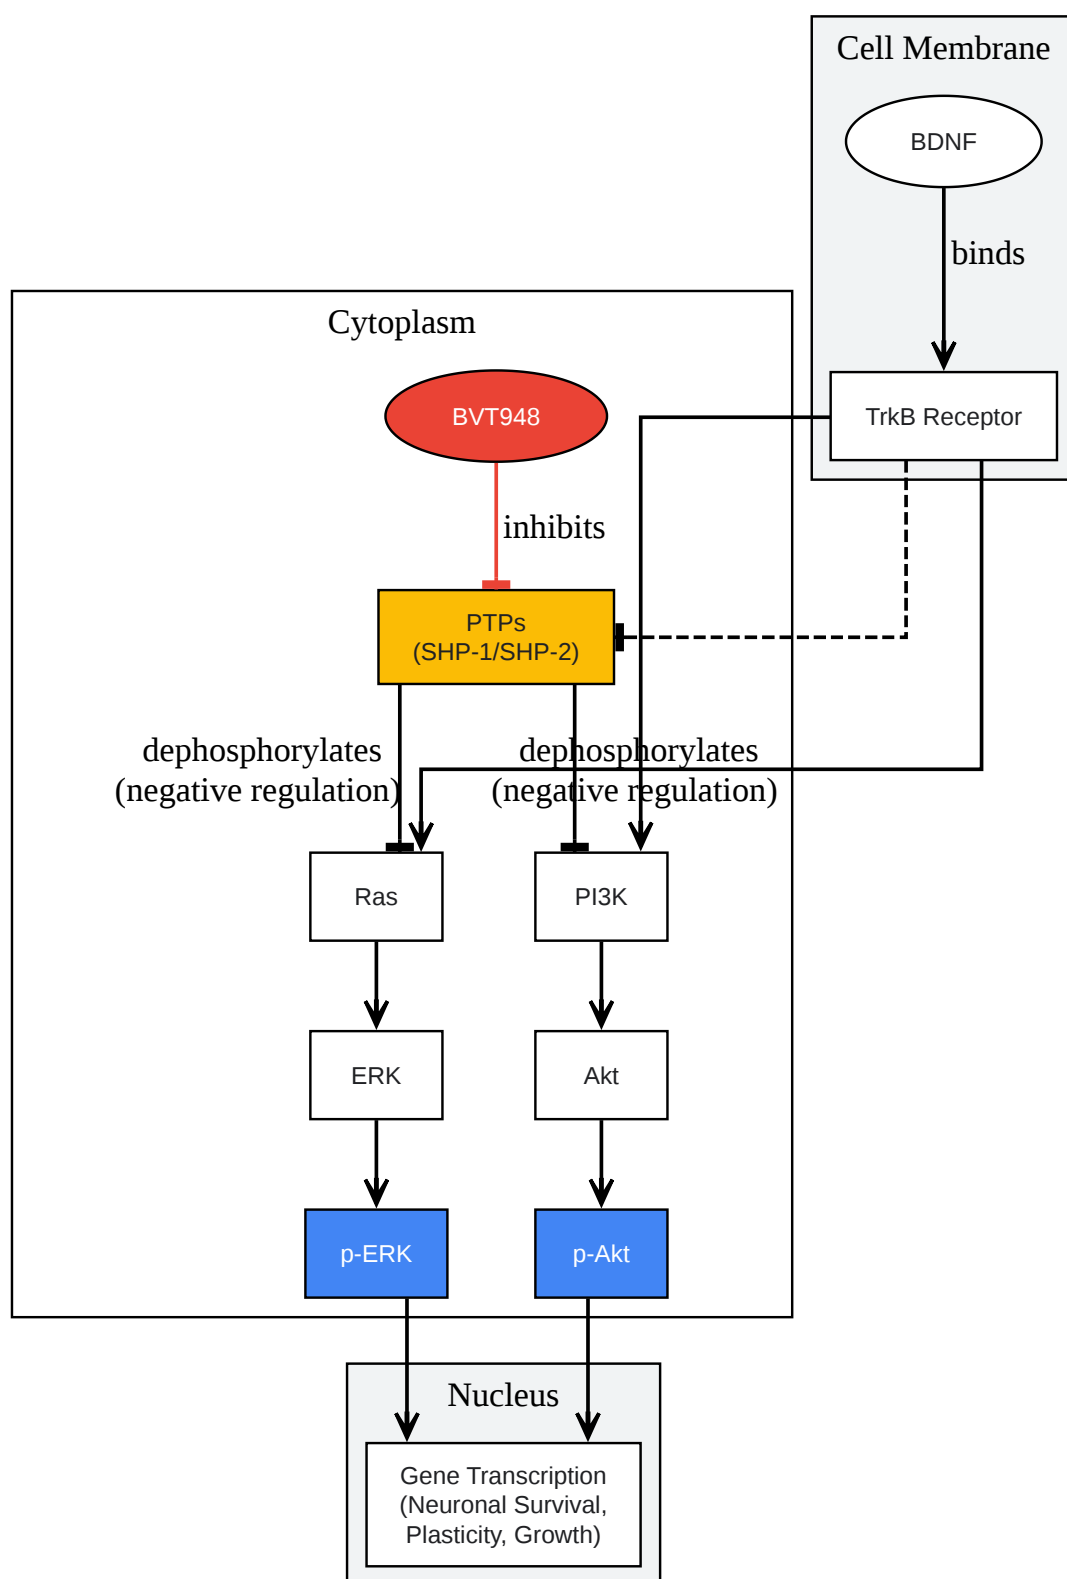 Cell Membrane
BDNF
binds
TrkB Receptor
Cytoplasm
BVT948
inhibits
PTPs
(SHP-1/SHP-2)
dephosphorylates
(negative regulation)
dephosphorylates
(negative regulation)
Ras
PI3K
ERK
Akt
p-ERK
p-Akt
Nucleus
Gene Transcription
(Neuronal Survival,
Plasticity, Growth)